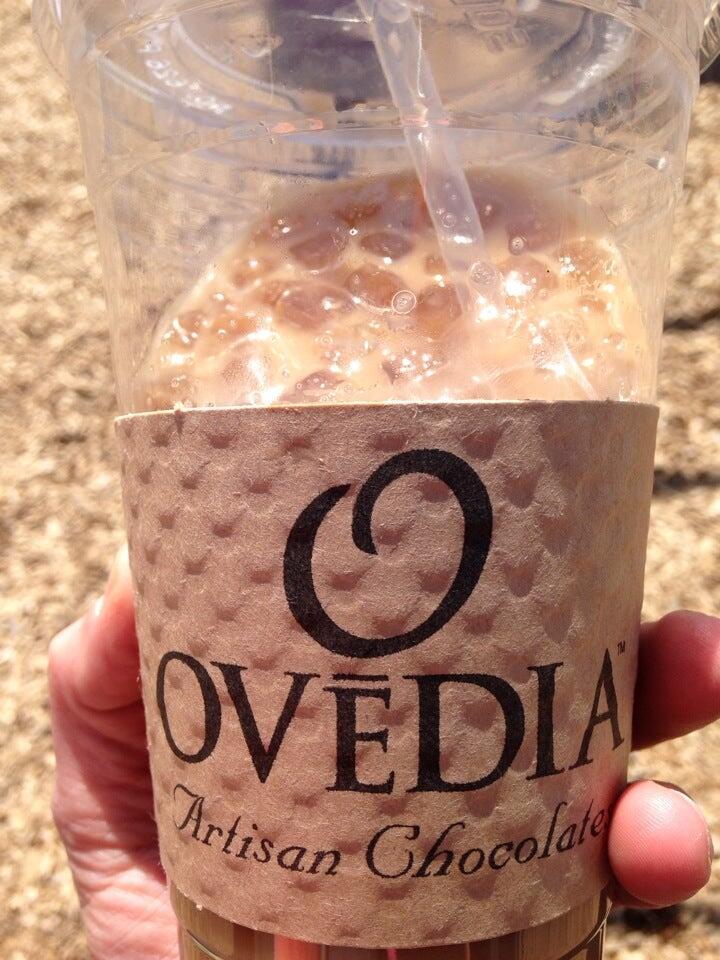 OVĒDIA™
Artisan Chocolates